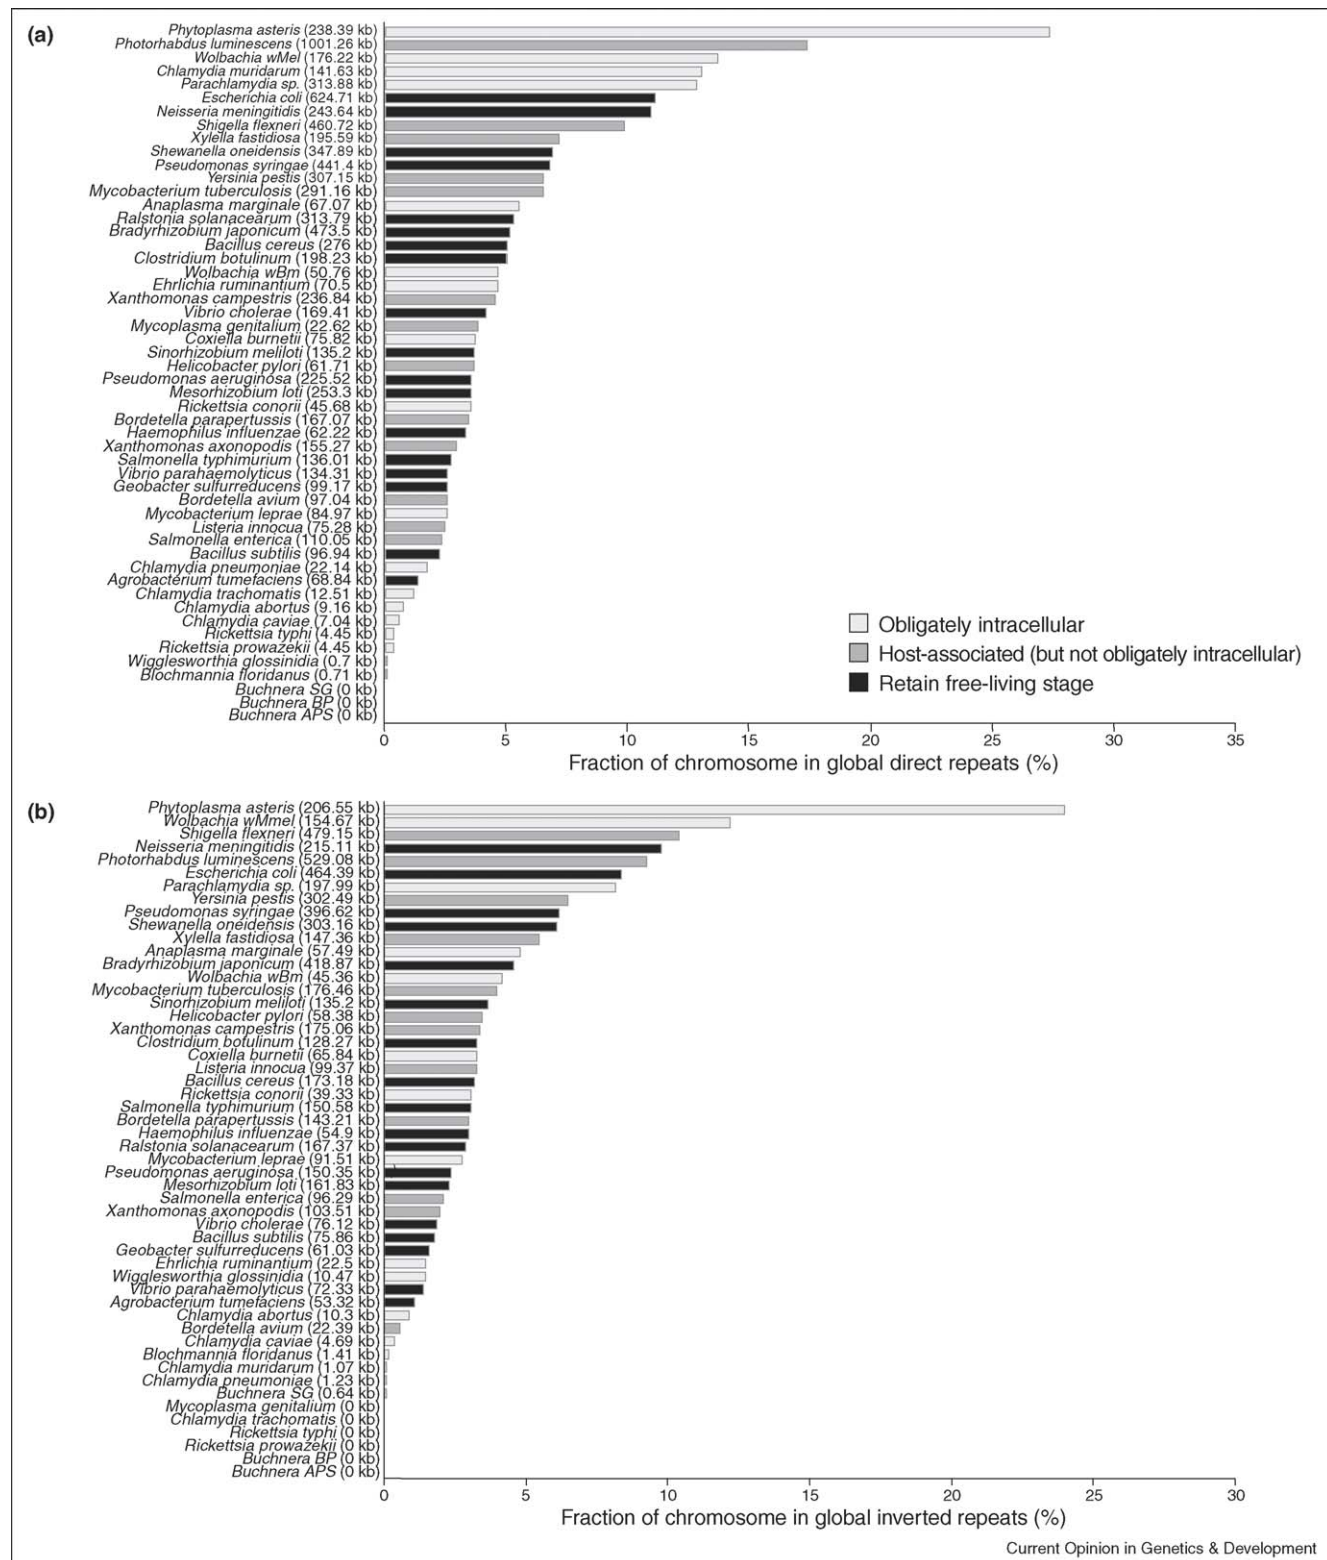 (a)
Phytoplasma asteris (238.39 kb)
Photorhabdus luminescens (1001.26 kb)
Wolbachia wMel (176.22 kb)
Chlamydia muridarum (141.63 kb)
Parachlamydia sp. (313.88 kb)
Escherichia coli (624.71 kb)
Neisseria meningitidis (243.64 kb)
Shigella flexneri (460.72 kb)
Xylella fastidiosa (195.59 kb)
Shewanella oneidensis (347.89 kb)
Pseudomonas syringae (441.4 kb)
Yersinia pestis (307.15 kb)
Mycobacterium tuberculosis (291.16 kb)
Anaplasma marginale (67.07 kb)
Ralstonia solanacearum (313.79 kb)
Bradyrhizobium japonicum (473.5 kb)
Bacillus cereus (276 kb)
Clostridium botulinum (198.23 kb)
Wolbachia wBm (50.76 kb)
Ehrlichia ruminantium (70.5 kb)
Xanthomonas campestris (236.84 kb)
Vibrio cholerae (169.41 kb)
Mycoplasma genitalium (22.62 kb)
Coxiella burnetii (75.82 kb)
Sinorhizobium meliloti (135.2 kb)
Helicobacter pylori (61.71 kb)
Pseudomonas aeruginosa (225.52 kb)
Mesorhizobium loti (253.3 kb)
Rickettsia conorii (45.68 kb)
Bordetella parapertussis (167.07 kb)
Haemophilus influenzae (62.22 kb)
Xanthomonas axonopodis (155.27 kb)
Salmonella typhimurium (136.01 kb)
Vibrio parahaemolyticus (134.31 kb)
Geobacter sulfurreducens (99.17 kb)
Bordetella avium (97.04 kb)
Mycobacterium leprae (84.97 kb)
Listeria innocua (75.28 kb)
Salmonella enterica (110.05 kb)
Bacillus subtilis (96.94 kb)
Chlamydia pneumoniae (22.14 kb)
Agrobacterium tumefaciens (68.84 kb)
Chlamydia trachomatis (12.51 kb)
Chlamydia abortus (9.16 kb)
Chlamydia caviae (7.04 kb)
Rickettsia typhi (4.45 kb)
Rickettsia prowazekii (4.45 kb)
Wigglesworthia glossinidia (0.7 kb)
Blochmannia floridanus (0.71 kb)
Buchnera SG (0 kb)
Buchnera BP (0 kb)
Buchnera APS (0 kb)
Obligately intracellular
Host-associated (but not obligately intracellular)
Retain free-living stage
0 5 10 15 20 25 30 35
Fraction of chromosome in global direct repeats (%)
(b)
Phytoplasma asteris (206.55 kb)
Wolbachia wMmel (154.67 kb)
Shigella flexneri (479.15 kb)
Neisseria meningitidis (215.11 kb)
Photorhabdus luminescens (529.08 kb)
Escherichia coli (464.39 kb)
Parachlamydia sp. (197.99 kb)
Yersinia pestis (302.49 kb)
Pseudomonas syringae (396.62 kb)
Shewanella oneidensis (303.16 kb)
Xylella fastidiosa (147.36 kb)
Anaplasma marginale (57.49 kb)
Bradyrhizobium japonicum (418.87 kb)
Wolbachia wBm (45.36 kb)
Mycobacterium tuberculosis (176.46 kb)
Sinorhizobium meliloti (135.2 kb)
Helicobacter pylori (58.38 kb)
Xanthomonas campestris (175.06 kb)
Clostridium botulinum (128.27 kb)
Coxiella burnetii (65.84 kb)
Listeria innocua (99.37 kb)
Bacillus cereus (173.18 kb)
Rickettsia conorii (39.33 kb)
Salmonella typhimurium (150.58 kb)
Bordetella parapertussis (143.21 kb)
Haemophilus influenzae (54.9 kb)
Ralstonia solanacearum (167.37 kb)
Mycobacterium leprae (91.51 kb)
Pseudomonas aeruginosa (150.35 kb)
Mesorhizobium loti (161.83 kb)
Salmonella enterica (96.29 kb)
Xanthomonas axonopodis (103.51 kb)
Vibrio cholerae (76.12 kb)
Bacillus subtilis (75.86 kb)
Geobacter sulfurreducens (61.03 kb)
Ehrlichia ruminantium (22.5 kb)
Wigglesworthia glossinidia (10.47 kb)
Vibrio parahaemolyticus (72.33 kb)
Agrobacterium tumefaciens (53.32 kb)
Chlamydia abortus (10.3 kb)
Bordetella avium (22.39 kb)
Chlamydia caviae (4.69 kb)
Blochmannia floridanus (1.41 kb)
Chlamydia muridarum (1.07 kb)
Chlamydia pneumoniae (1.23 kb)
Buchnera SG (0.64 kb)
Mycoplasma genitalium (0 kb)
Chlamydia trachomatis (0 kb)
Rickettsia typhi (0 kb)
Rickettsia prowazekii (0 kb)
Buchnera BP (0 kb)
Buchnera APS (0 kb)
0 5 10 15 20 25 30
Fraction of chromosome in global inverted repeats (%)
Current Opinion in Genetics & Development